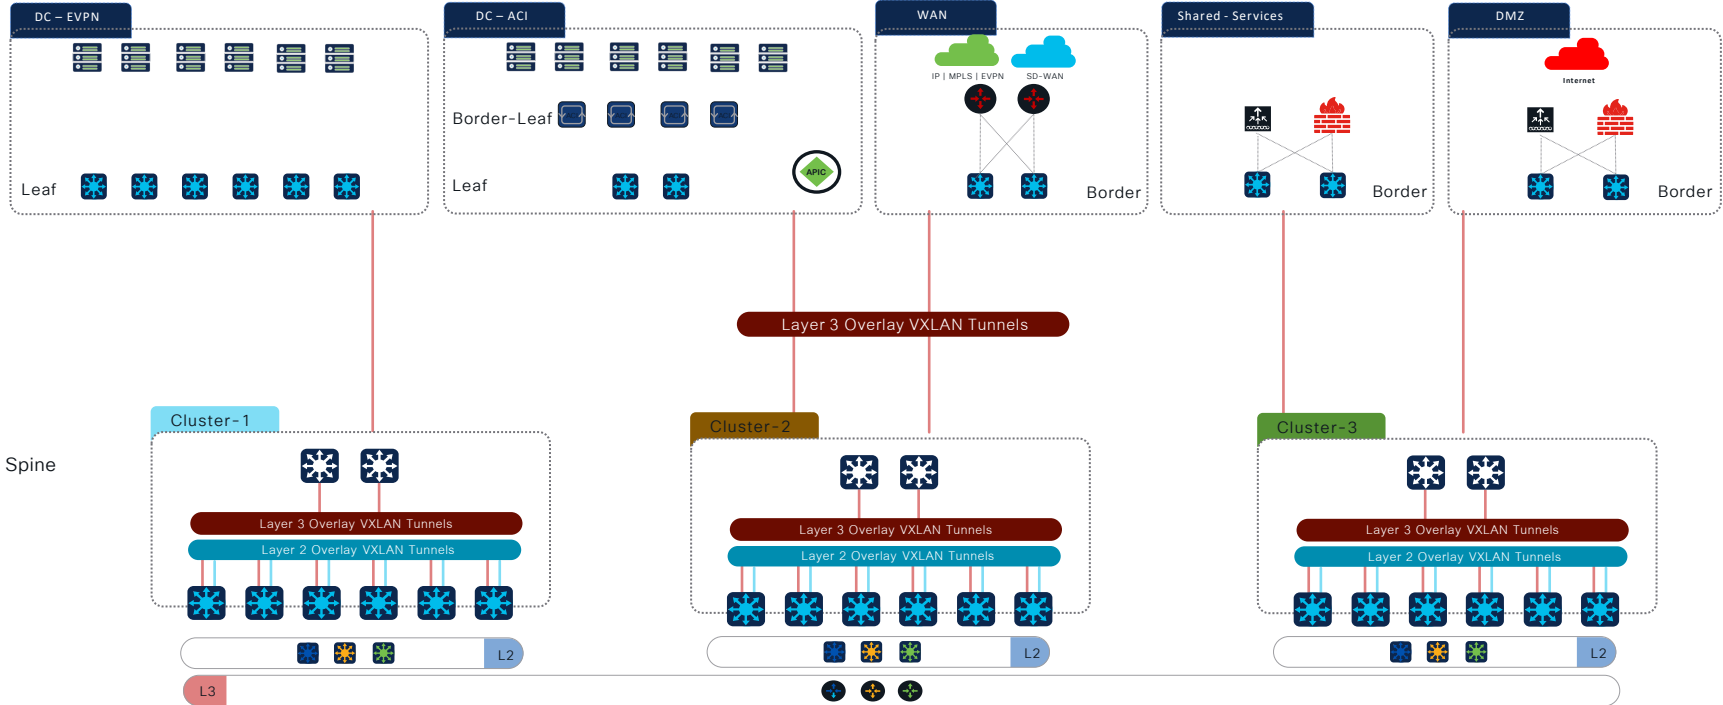 DC – EVPN
DC – ACI
WAN
Shared - Services
DMZ
IP | MPLS | EVPN
SD-WAN
Internet
Border-Leaf
APIC
Leaf
Leaf
Border
Border
Border
Layer 3 Overlay VXLAN Tunnels
Cluster-1
Cluster-2
Cluster-3
Spine
Layer 3 Overlay VXLAN Tunnels
Layer 3 Overlay VXLAN Tunnels
Layer 3 Overlay VXLAN Tunnels
Layer 2 Overlay VXLAN Tunnels
Layer 2 Overlay VXLAN Tunnels
Layer 2 Overlay VXLAN Tunnels
L2
L2
L2
L3